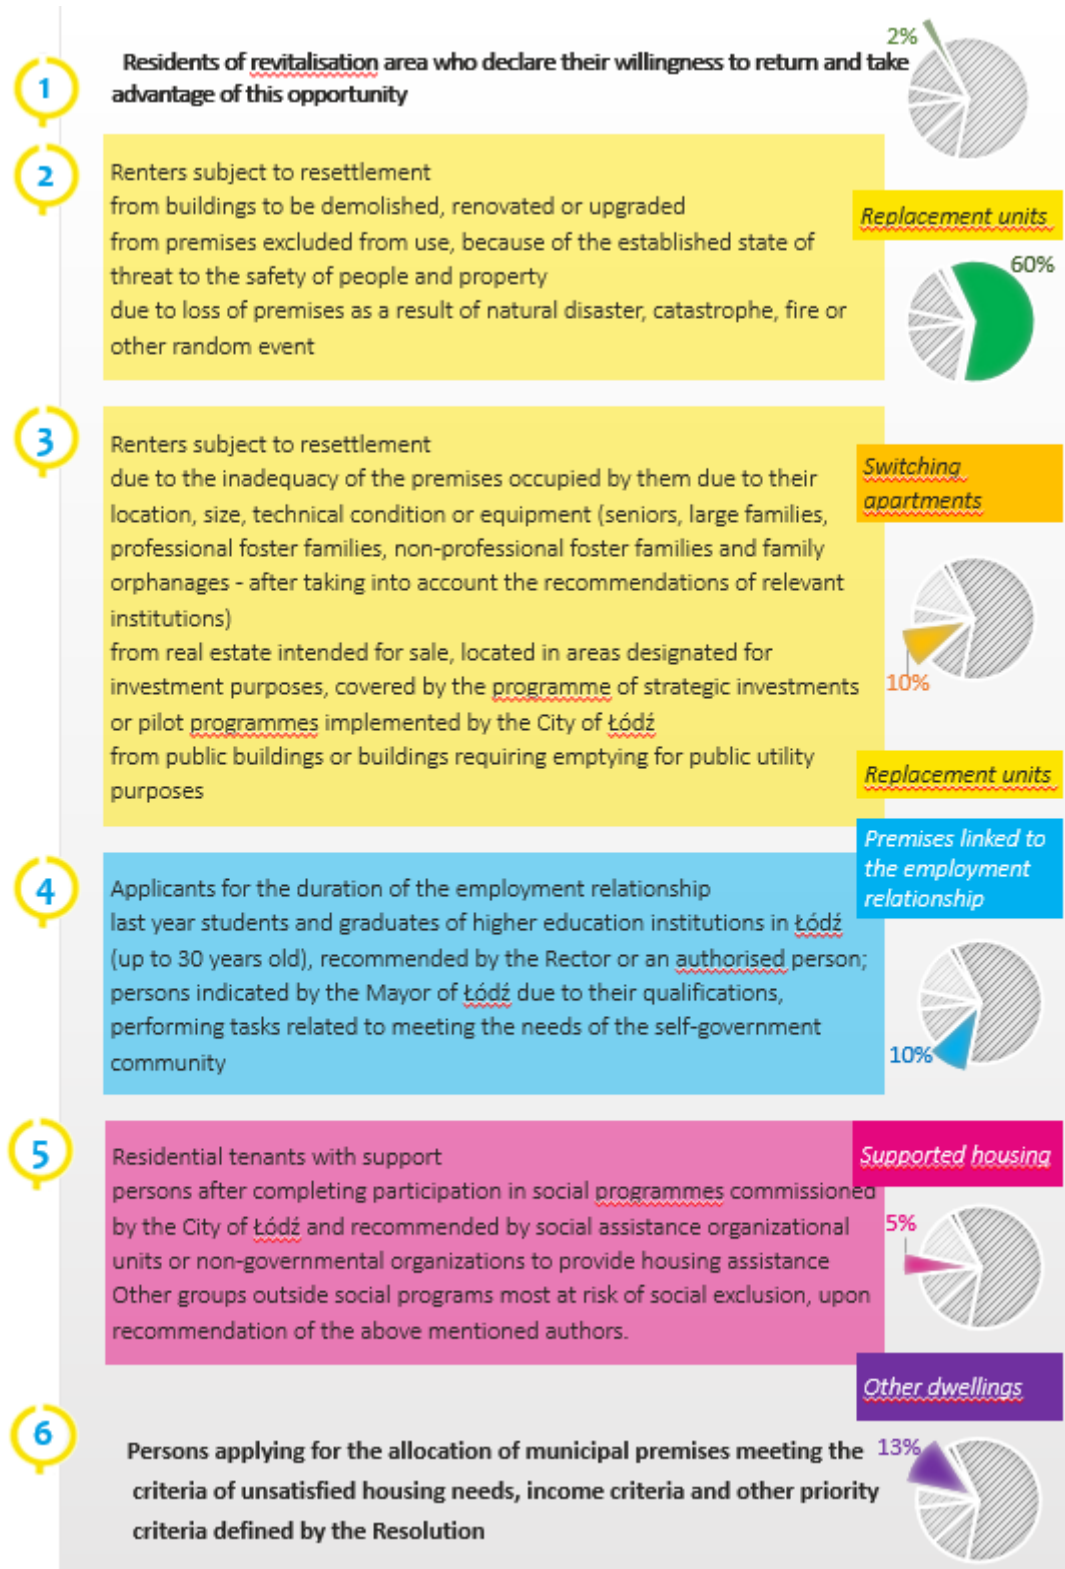 2%
1
Residents of revitalisation area who declare their willingness to return and take
advantage of this opportunity
2
Renters subject to resettlement
from buildings to be demolished, renovated or upgraded
from premises excluded from use, because of the established state of
threat to the safety of people and property
due to loss of premises as a result of natural disaster, catastrophe, fire or
other random event
Replacement units
60%
3
Renters subject to resettlement
due to the inadequacy of the premises occupied by them due to their
location, size, technical condition or equipment (seniors, large families,
professional foster families, non-professional foster families and family
orphanages - after taking into account the recommendations of relevant
institutions)
from real estate intended for sale, located in areas designated for
investment purposes, covered by the programme of strategic investments
or pilot programmes implemented by the City of Łódź
from public buildings or buildings requiring emptying for public utility
purposes
Switching
apartments
10%
Replacement units
4
Applicants for the duration of the employment relationship
last year students and graduates of higher education institutions in Łódź
(up to 30 years old), recommended by the Rector or an authorised person;
persons indicated by the Mayor of Łódź due to their qualifications,
performing tasks related to meeting the needs of the self-government
community
Premises linked to
the employment
relationship
10%
5
Residential tenants with support
persons after completing participation in social programmes commissioned
by the City of Łódź and recommended by social assistance organizational
units or non-governmental organizations to provide housing assistance
Other groups outside social programs most at risk of social exclusion, upon
recommendation of the above mentioned authors.
Supported housing
5%
Other dwellings
6
Persons applying for the allocation of municipal premises meeting the
criteria of unsatisfied housing needs, income criteria and other priority
criteria defined by the Resolution
13%